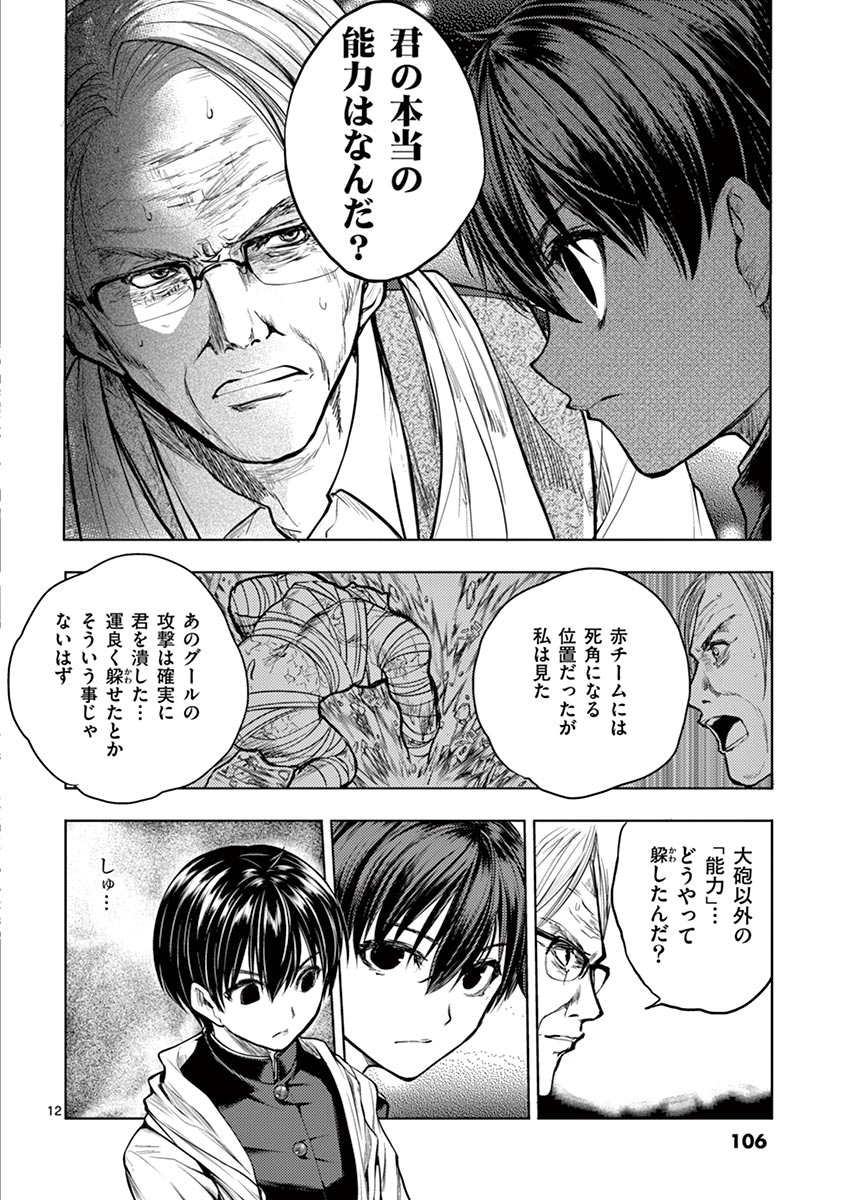 君の本当の
能力はなんだ？
赤チームには
死角になる
位置だったが
私は見た
あのグールの
攻撃は確実に
君を潰した…
運良く躱せたとか
そういう事じゃ
ないはず
かわ
大砲以外の
「能力」…
どうやって
躱したんだ？
かわ
しゅ…
12
106